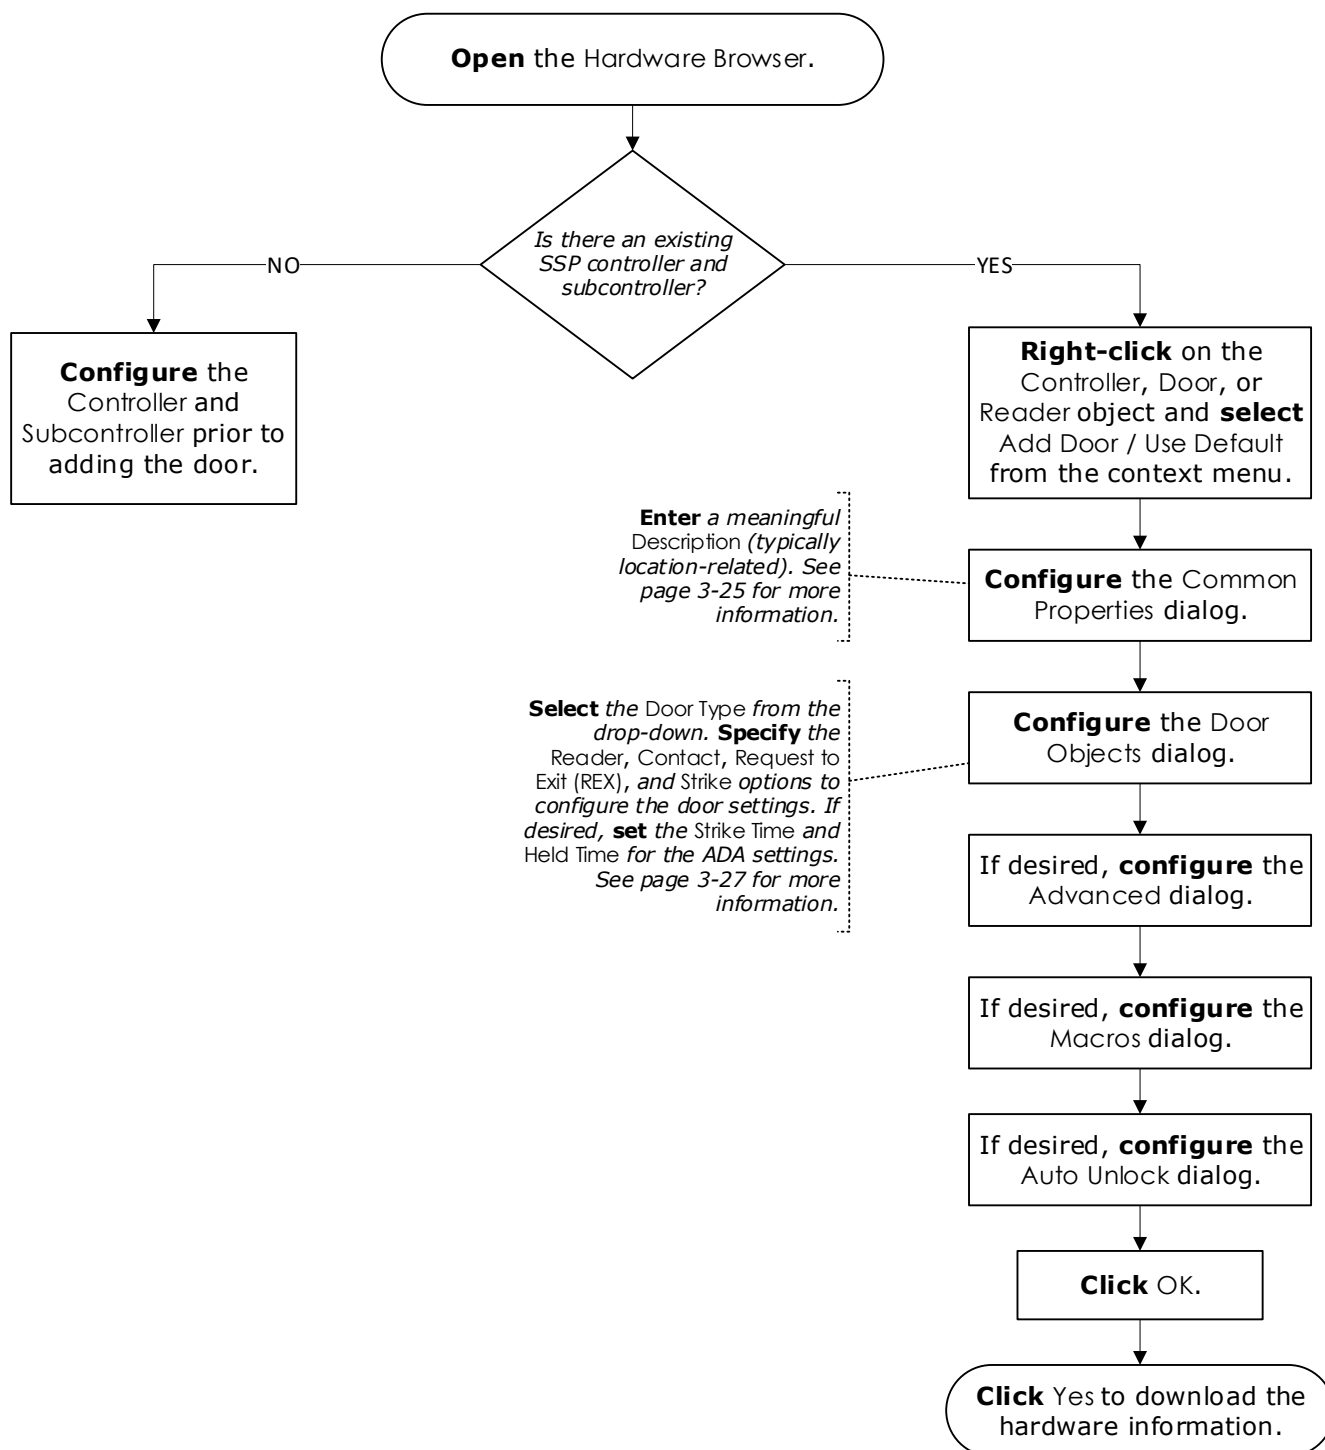 Open the Hardware Browser.
Is there an existing
SSP controller and
subcontroller?
NO
YES
Configure the
Controller and
Subcontroller prior to
adding the door.
Right-click on the
Controller, Door, or
Reader object and select
Add Door / Use Default
from the context menu.
Enter a meaningful
Description (typically
location-related). See
page 3-25 for more
information.
Configure the Common
Properties dialog.
Select the Door Type from the
drop-down. Specify the
Reader, Contact, Request to
Exit (REX), and Strike options to
configure the door settings. If
desired, set the Strike Time and
Held Time for the ADA settings.
See page 3-27 for more
information.
Configure the Door
Objects dialog.
If desired, configure the
Advanced dialog.
If desired, configure the
Macros dialog.
If desired, configure the
Auto Unlock dialog.
Click OK.
Click Yes to download the
hardware information.